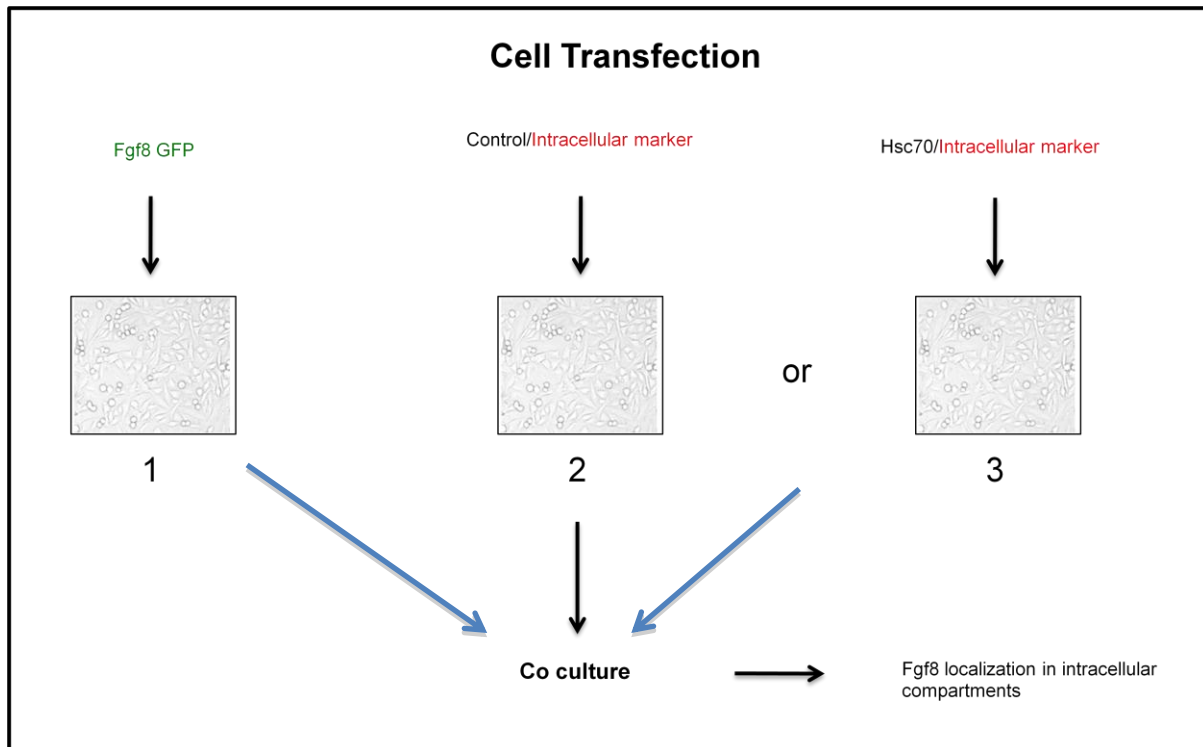 Cell Transfection
Fgf8 GFP
Control/Intracellular marker
Hsc70/Intracellular marker
or
1
2
3
Co culture
Fgf8 localization in intracellular
compartments